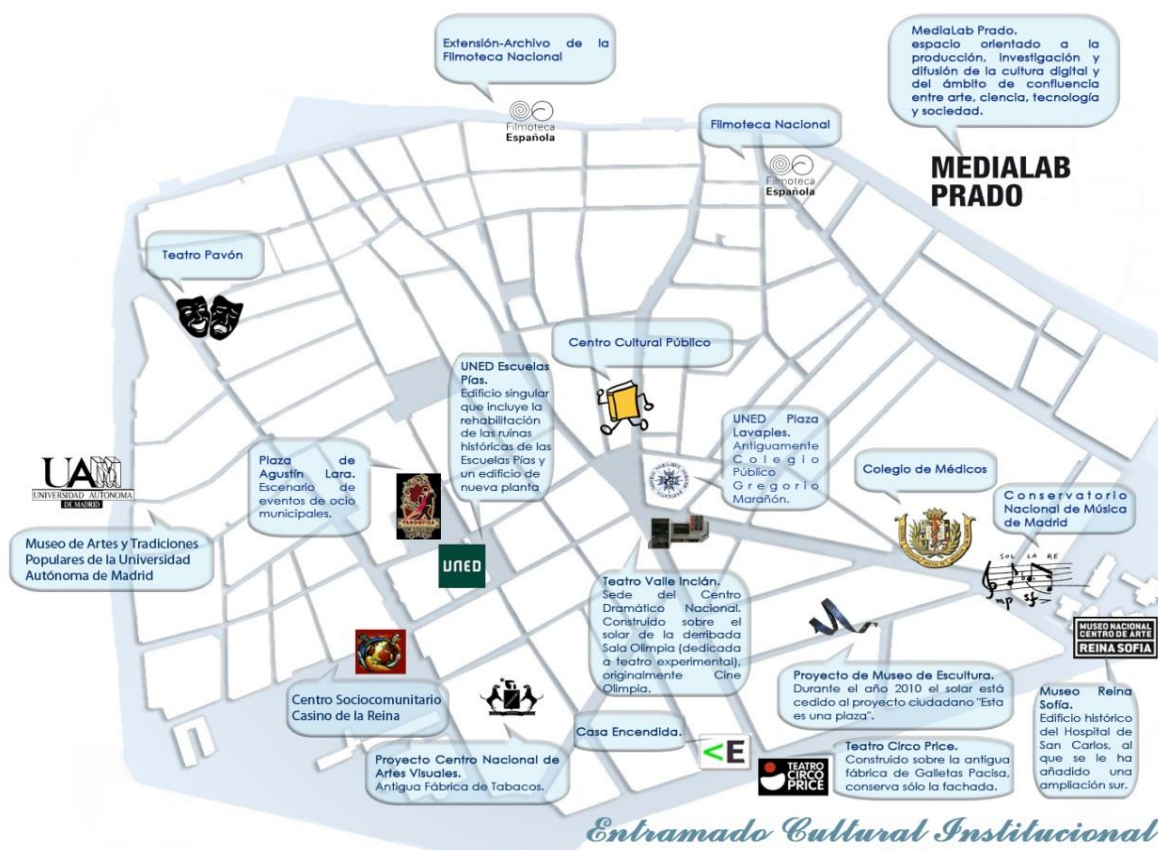 Extensión-Archivo de la
Filmoteca Nacional
Filmoteca
Española
MediaLab Prado.
espacio orientado a la
producción, investigación y
difusión de la cultura digital y
del ámbito de confluencia
entre arte, ciencia, tecnología
y sociedad.
MEDIALAB
PRADO
Filmoteca Nacional
Filmoteca
Española
Teatro Pavón
Centro Cultural Público
UNED Escuelas
Pías.
Edificio singular
que incluye la
rehabilitación
de las ruinas
históricas de las
Escuelas Pías y
un edificio de
nueva planta
UNED Plaza
Lavapies.
Antiguamente
Colegio
Público
Gregorio
Marañón.
Plaza de
Agustín Lara.
Escenario de
eventos de ocio
municipales.
UAM
UNIVERSIDAD AUTONOMA
DE MADRID
Museo de Artes y Tradiciones
Populares de la Universidad
Autónoma de Madrid
UNED
Colegio de Médicos
Conservatorio
Nacional de Música
de Madrid
SOL LA RE
mp sf>
MUSEO NACIONAL
CENTRO DE ARTE
REINA SOFIA
Teatro Valle Inclán.
Sede del Centro
Dramático Nacional.
Construido sobre el
solar de la derribada
Sala Olimpia (dedicada
a teatro experimental),
originalmente Cine
Olimpia.
Centro Sociocomunitario
Casino de la Reina
Proyecto de Museo de Escultura.
Durante el año 2010 el solar está
cedido al proyecto ciudadano "Esta
es una plaza".
Museo Reina
Sofía.
Edificio histórico
del Hospital de
San Carlos, al
que se le ha
añadido una
ampliación sur.
Casa Encendida.
<E
Proyecto Centro Nacional de
Artes Visuales.
Antigua Fábrica de Tabacos.
TEATRO
CIRCO
PRICE
Teatro Circo Price.
Construido sobre la antigua
fábrica de Galletas Pacisa,
conserva sólo la fachada.
Entramado Cultural Institucional